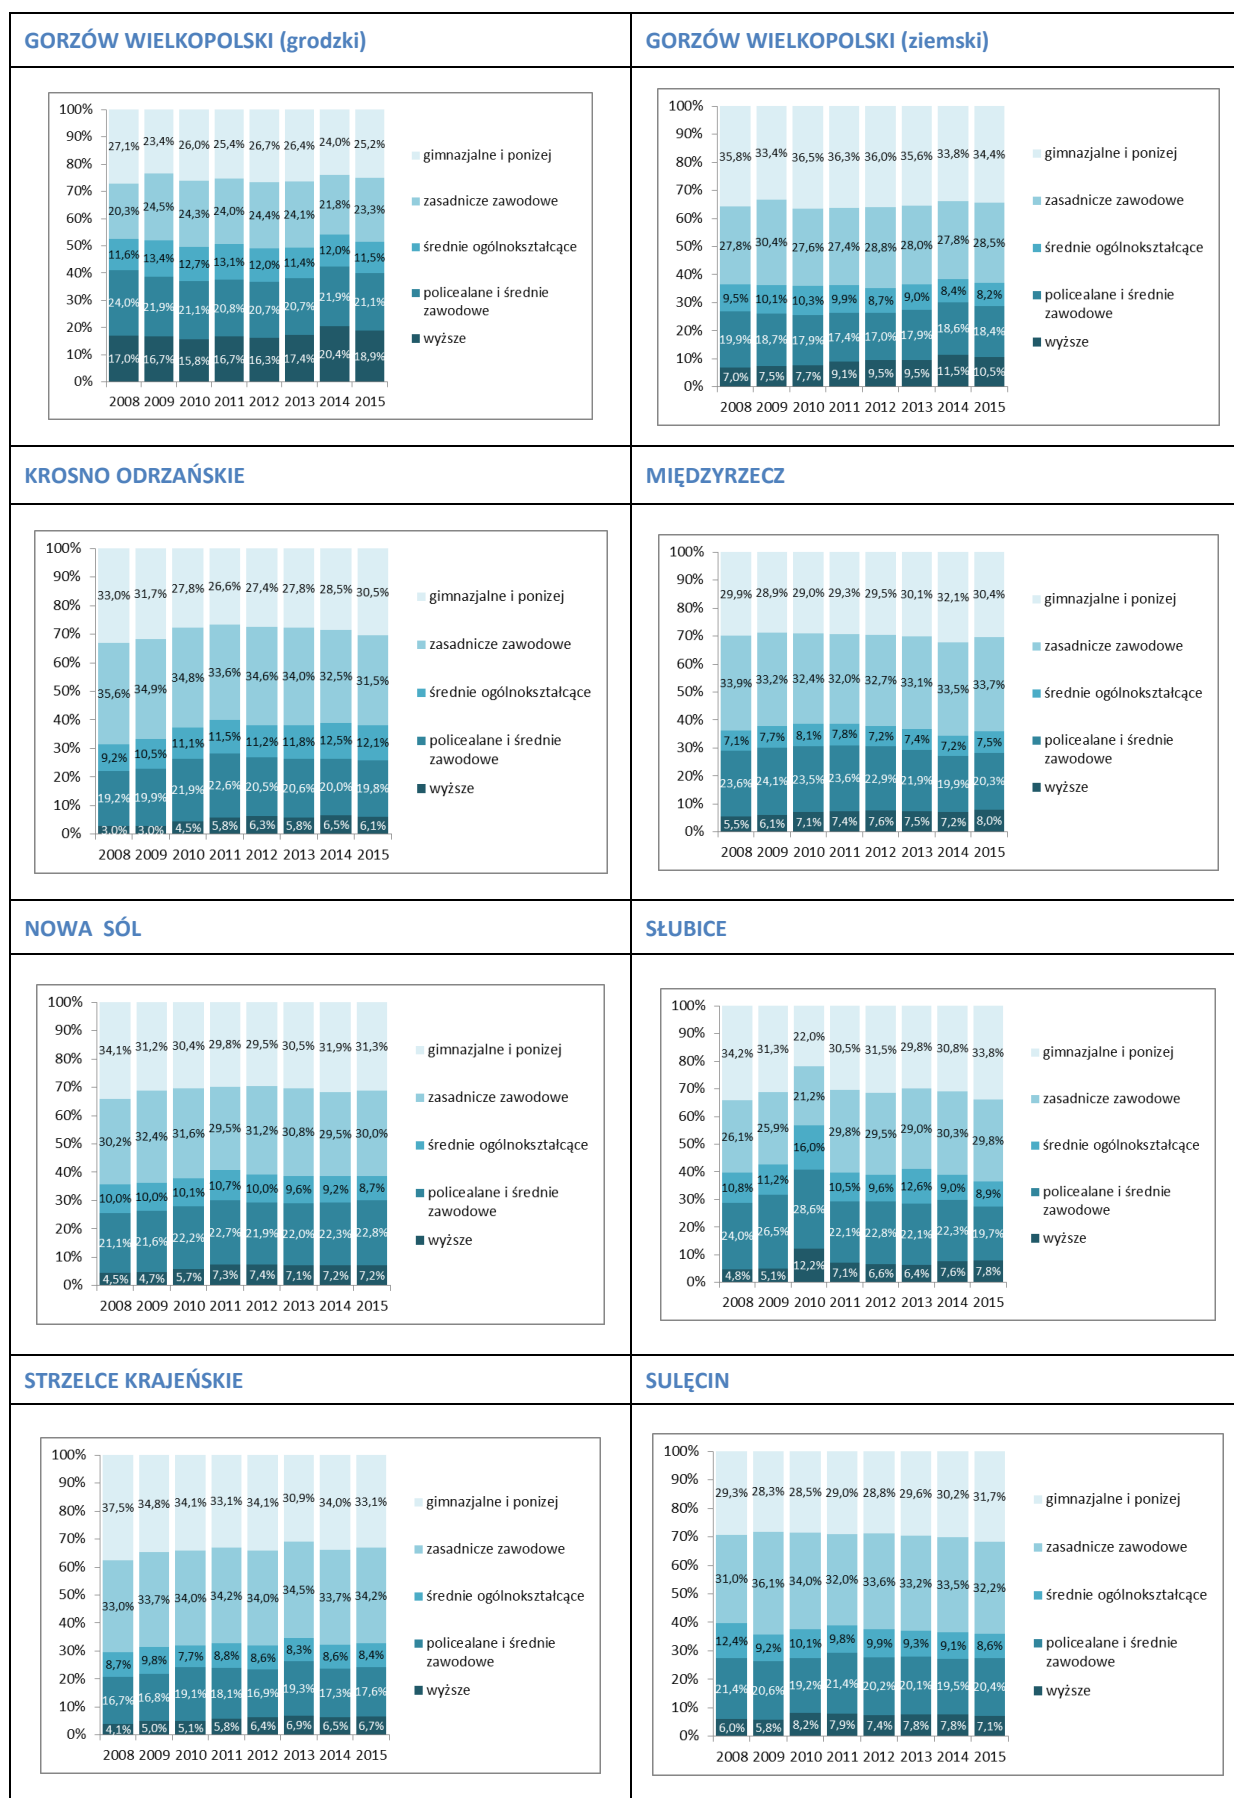 GORZÓW WIELKOPOLSKI (grodzki)
100%
90%
80%
70%
60%
50%
40%
30%
20%
10%
0%
27,1% 23,4% 26,0% 25,4% 26,7% 26,4% 24,0% 25,2%
20,3% 24,5% 24,3% 24,0% 24,4% 24,1% 21,8% 23,3%
11,6% 13,4% 12,7% 13,1% 12,0% 11,4% 12,0% 11,5%
24,0% 21,9% 21,1% 20,8% 20,7% 20,7% 21,9% 21,1%
17,0% 16,7% 15,8% 16,7% 16,3% 17,4% 20,4% 18,9%
2008 2009 2010 2011 2012 2013 2014 2015
gimnazjalne i ponizej
zasadnicze zawodowe
średnie ogólnokształcące
policealane i średnie
zawodowe
wyższe
GORZÓW WIELKOPOLSKI (ziemski)
100%
90%
80%
70%
60%
50%
40%
30%
20%
10%
0%
35,8% 33,4% 36,5% 36,3% 36,0% 35,6% 33,8% 34,4%
27,8% 30,4% 27,6% 27,4% 28,8% 28,0% 27,8% 28,5%
9,5% 10,1% 10,3% 9,9% 8,7% 9,0% 8,4% 8,2%
19,9% 18,7% 17,9% 17,4% 17,0% 17,9% 18,6% 18,4%
7,0% 7,5% 7,7% 9,1% 9,5% 9,5% 11,5% 10,5%
2008 2009 2010 2011 2012 2013 2014 2015
gimnazjalne i ponizej
zasadnicze zawodowe
średnie ogólnokształcące
policealane i średnie
zawodowe
wyższe
KROSNO ODRZAŃSKIE
100%
90%
80%
70%
60%
50%
40%
30%
20%
10%
0%
33,0% 31,7% 27,8% 26,6% 27,4% 27,8% 28,5% 30,5%
35,6% 34,9% 34,8% 33,6% 34,6% 34,0% 32,5% 31,5%
9,2% 10,5% 11,1% 11,5% 11,2% 11,8% 12,5% 12,1%
19,2% 19,9% 21,9% 22,6% 20,5% 20,6% 20,0% 19,8%
3,0% 3,0% 4,5% 5,8% 6,3% 5,8% 6,5% 6,1%
2008 2009 2010 2011 2012 2013 2014 2015
gimnazjalne i ponizej
zasadnicze zawodowe
średnie ogólnokształcące
policealane i średnie
zawodowe
wyższe
MIĘDZYRZECZ
100%
90%
80%
70%
60%
50%
40%
30%
20%
10%
0%
29,9% 28,9% 29,0% 29,3% 29,5% 30,1% 32,1% 30,4%
33,9% 33,2% 32,4% 32,0% 32,7% 33,1% 33,5% 33,7%
7,1% 7,7% 8,1% 7,8% 7,2% 7,4% 7,2% 7,5%
23,6% 24,1% 23,5% 23,6% 22,9% 21,9% 19,9% 20,3%
5,5% 6,1% 7,1% 7,4% 7,6% 7,5% 7,2% 8,0%
2008 2009 2010 2011 2012 2013 2014 2015
gimnazjalne i ponizej
zasadnicze zawodowe
średnie ogólnokształcące
policealane i średnie
zawodowe
wyższe
NOWA SÓL
100%
90%
80%
70%
60%
50%
40%
30%
20%
10%
0%
34,1% 31,2% 30,4% 29,8% 29,5% 30,5% 31,9% 31,3%
30,2% 32,4% 31,6% 29,5% 31,2% 30,8% 29,5% 30,0%
10,0% 10,0% 10,1% 10,7% 10,0% 9,6% 9,2% 8,7%
21,1% 21,6% 22,2% 22,7% 21,9% 22,0% 22,3% 22,8%
4,5% 4,7% 5,7% 7,3% 7,4% 7,1% 7,2% 7,2%
2008 2009 2010 2011 2012 2013 2014 2015
gimnazjalne i ponizej
zasadnicze zawodowe
średnie ogólnokształcące
policealane i średnie
zawodowe
wyższe
SŁUBICE
100%
90%
80%
70%
60%
50%
40%
30%
20%
10%
0%
34,2% 31,3% 22,0% 30,5% 31,5% 29,8% 30,8% 33,8%
26,1% 25,9% 21,2% 29,8% 29,5% 29,0% 30,3% 29,8%
10,8% 11,2% 16,0% 10,5% 9,6% 12,6% 9,0% 8,9%
24,0% 26,5% 28,6% 22,1% 22,8% 22,1% 22,3% 19,7%
4,8% 5,1% 12,2% 7,1% 6,6% 6,4% 7,6% 7,8%
2008 2009 2010 2011 2012 2013 2014 2015
gimnazjalne i ponizej
zasadnicze zawodowe
średnie ogólnokształcące
policealane i średnie
zawodowe
wyższe
STRZELCE KRAJEŃSKIE
100%
90%
80%
70%
60%
50%
40%
30%
20%
10%
0%
37,5% 34,8% 34,1% 33,1% 34,1% 30,9% 34,0% 33,1%
33,0% 33,7% 34,0% 34,2% 34,0% 34,5% 33,7% 34,2%
8,7% 9,8% 7,7% 8,8% 8,6% 8,3% 8,6% 8,4%
16,7% 16,8% 19,1% 18,1% 16,9% 19,3% 17,3% 17,6%
4,1% 5,0% 5,1% 5,8% 6,4% 6,9% 6,5% 6,7%
2008 2009 2010 2011 2012 2013 2014 2015
gimnazjalne i ponizej
zasadnicze zawodowe
średnie ogólnokształcące
policealane i średnie
zawodowe
wyższe
SULĘCIN
100%
90%
80%
70%
60%
50%
40%
30%
20%
10%
0%
29,3% 28,3% 28,5% 29,0% 28,8% 29,6% 30,2% 31,7%
31,0% 36,1% 34,0% 32,0% 33,6% 33,2% 33,5% 32,2%
12,4% 9,2% 10,1% 9,8% 9,9% 9,3% 9,1% 8,6%
21,4% 20,6% 19,2% 21,4% 20,2% 20,1% 19,5% 20,4%
6,0% 5,8% 8,2% 7,9% 7,4% 7,8% 7,8% 7,1%
2008 2009 2010 2011 2012 2013 2014 2015
gimnazjalne i ponizej
zasadnicze zawodowe
średnie ogólnokształcące
policealane i średnie
zawodowe
wyższe